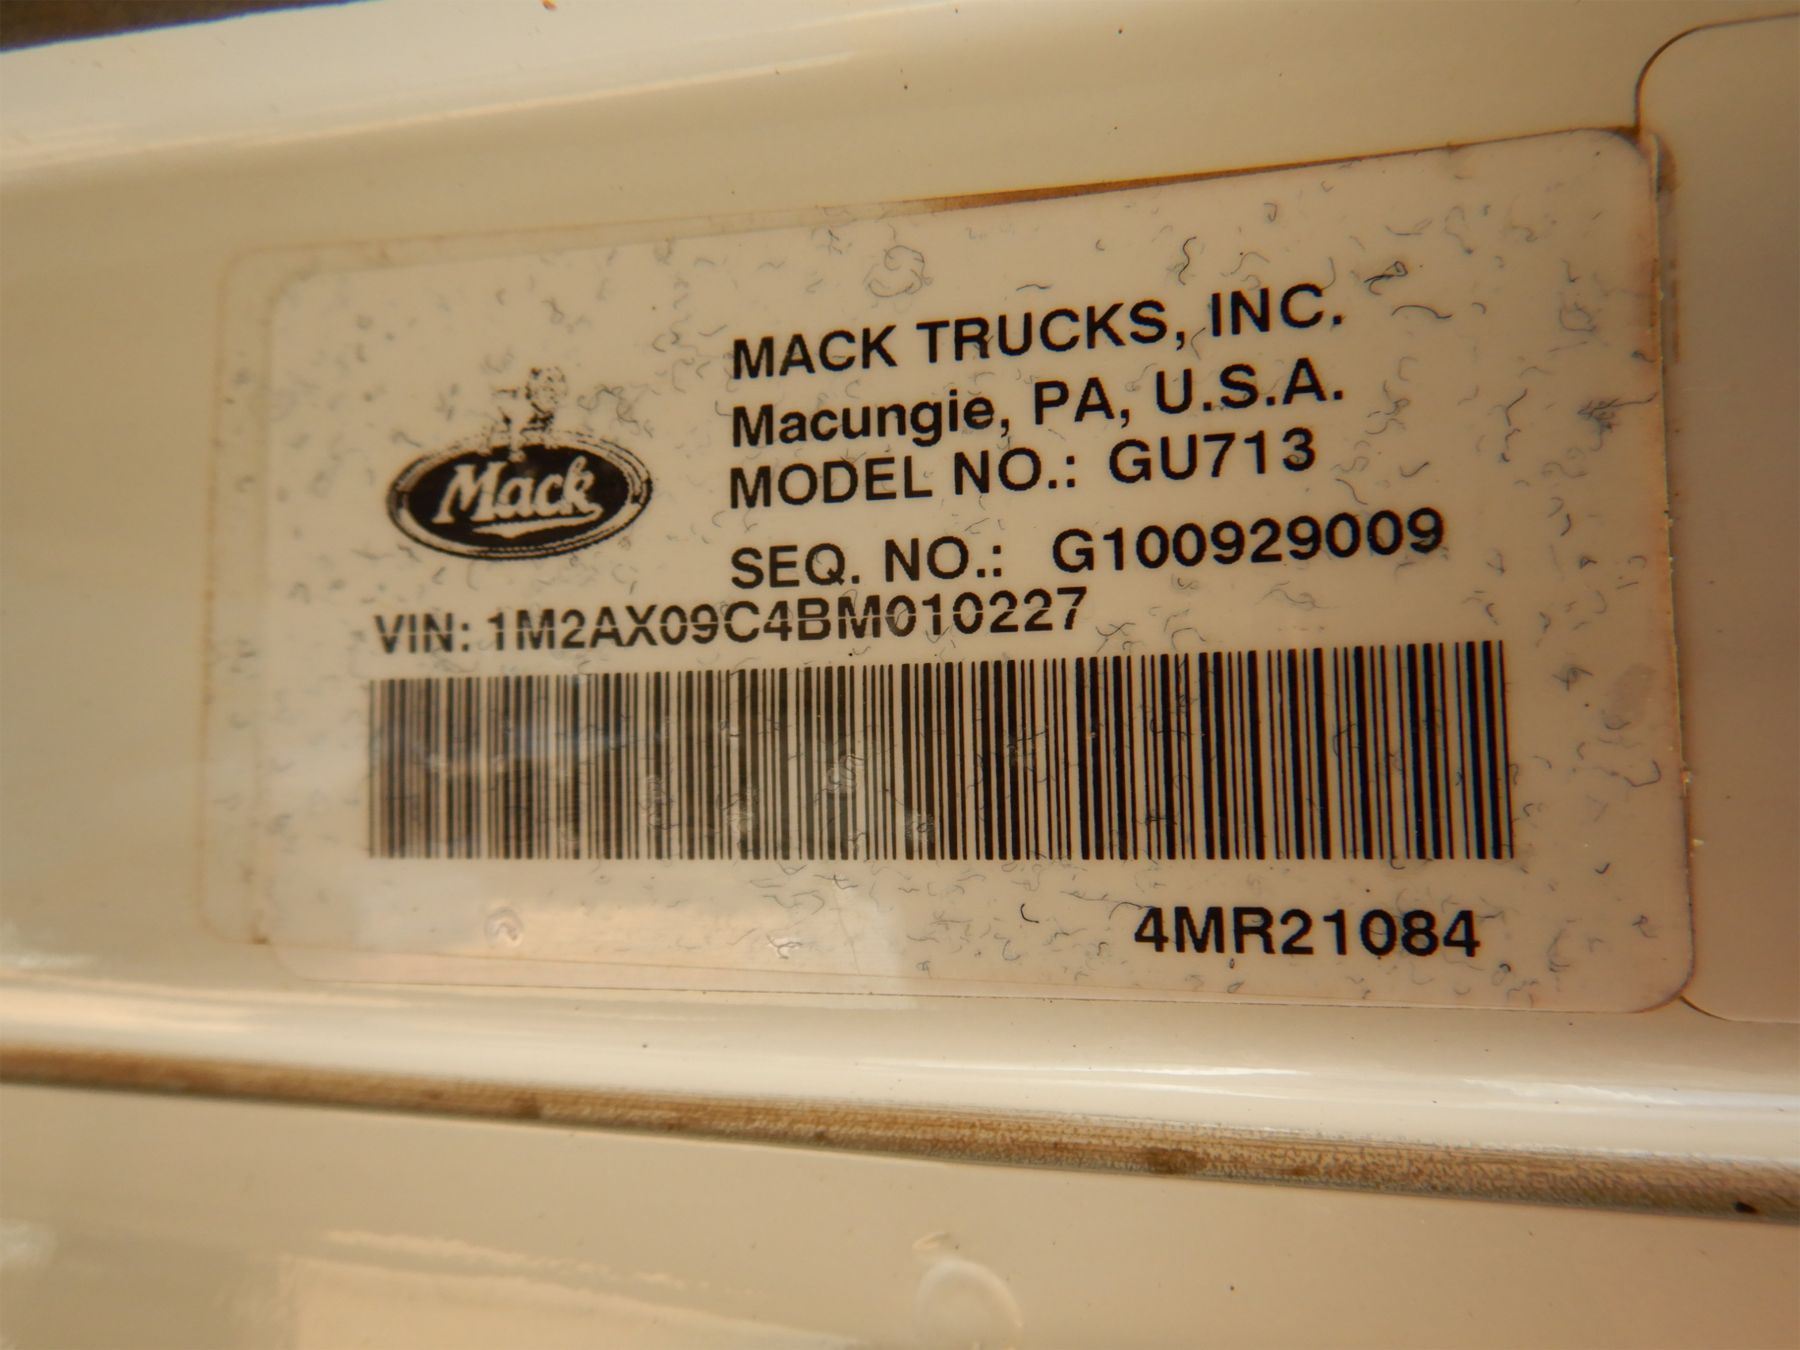 MACK TRUCKS, INC.
Macungie, PA, U.S.A.
Mack
MODEL NO.: GU713
SEQ. NO.: G100929009
VIN: 1M2AX09C4BM010227
4MR21084